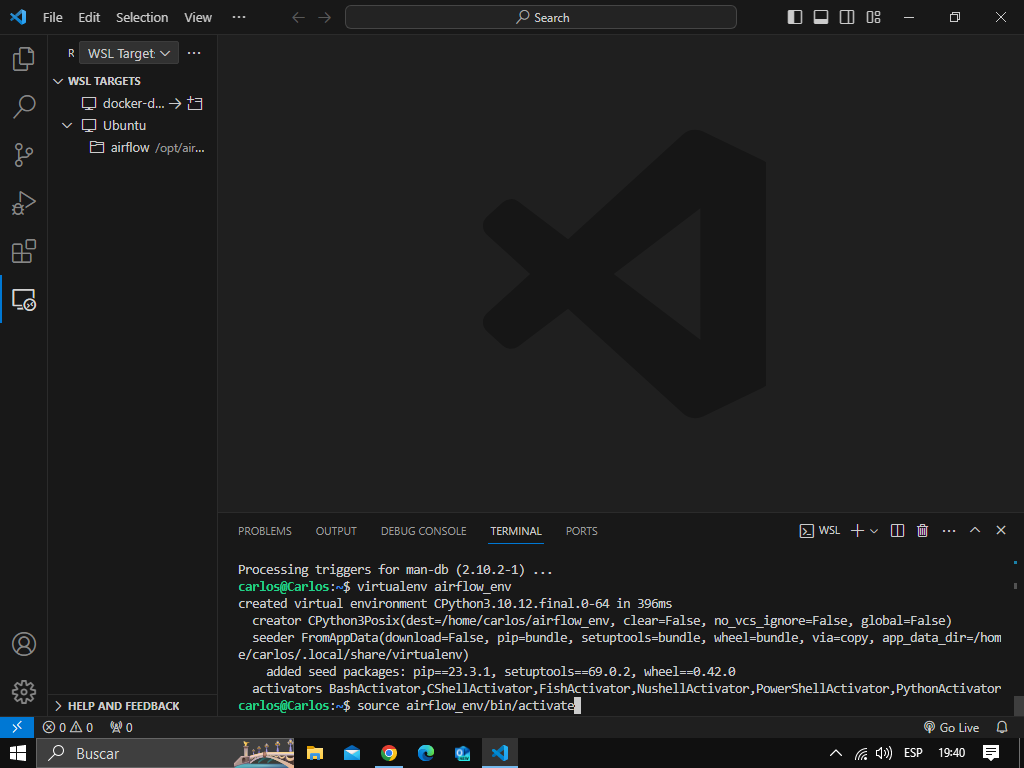 File Edit Selection View ··· Search
R WSL Target: ···
WSL TARGETS
docker-d...
Ubuntu
airflow /opt/air...
PROBLEMS OUTPUT DEBUG CONSOLE TERMINAL PORTS WSL ···
Processing triggers for man-db (2.10.2-1) ...
carlos@Carlos:~$ virtualenv airflow_env
created virtual environment CPython3.10.12.final.0-64 in 396ms
creator CPython3Posix(dest=/home/carlos/airflow_env, clear=False, no_vcs_ignore=False, global=False)
seeder FromAppData(download=False, pip=bundle, setuptools=bundle, wheel=bundle, via=copy, app_data_dir=/hom
e/carlos/.local/share/virtualenv)
added seed packages: pip==23.3.1, setuptools==69.0.2, wheel==0.42.0
activators BashActivator,CShellActivator,FishActivator,NushellActivator,PowerShellActivator,PythonActivator
carlos@Carlos:~$ source airflow_env/bin/activate
HELP AND FEEDBACK
0 0 0 Go Live
Buscar ESP 19:40